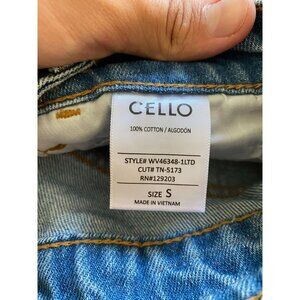 CELLO
100% COTTON / ALGODÓN
STYLE# WV46348-1LTD
CUT# TN-5173
RN#129203
SIZE S
MADE IN VIETNAM